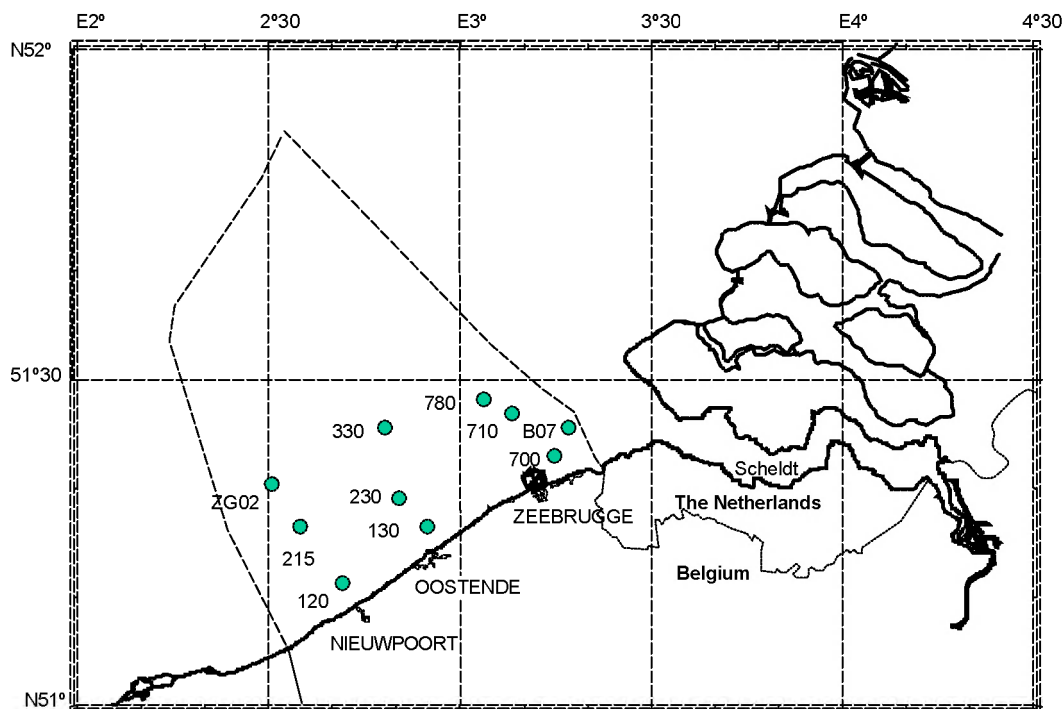 E2º 2º30 E3º 3º30 E4º 4º30
N52º
51º30
780
330 710 B07
700
Scheldt
ZG02 230 The Netherlands
130 ZEEBRUGGE
215
Belgium
OOSTENDE
120
NIEUWPOORT
N51º